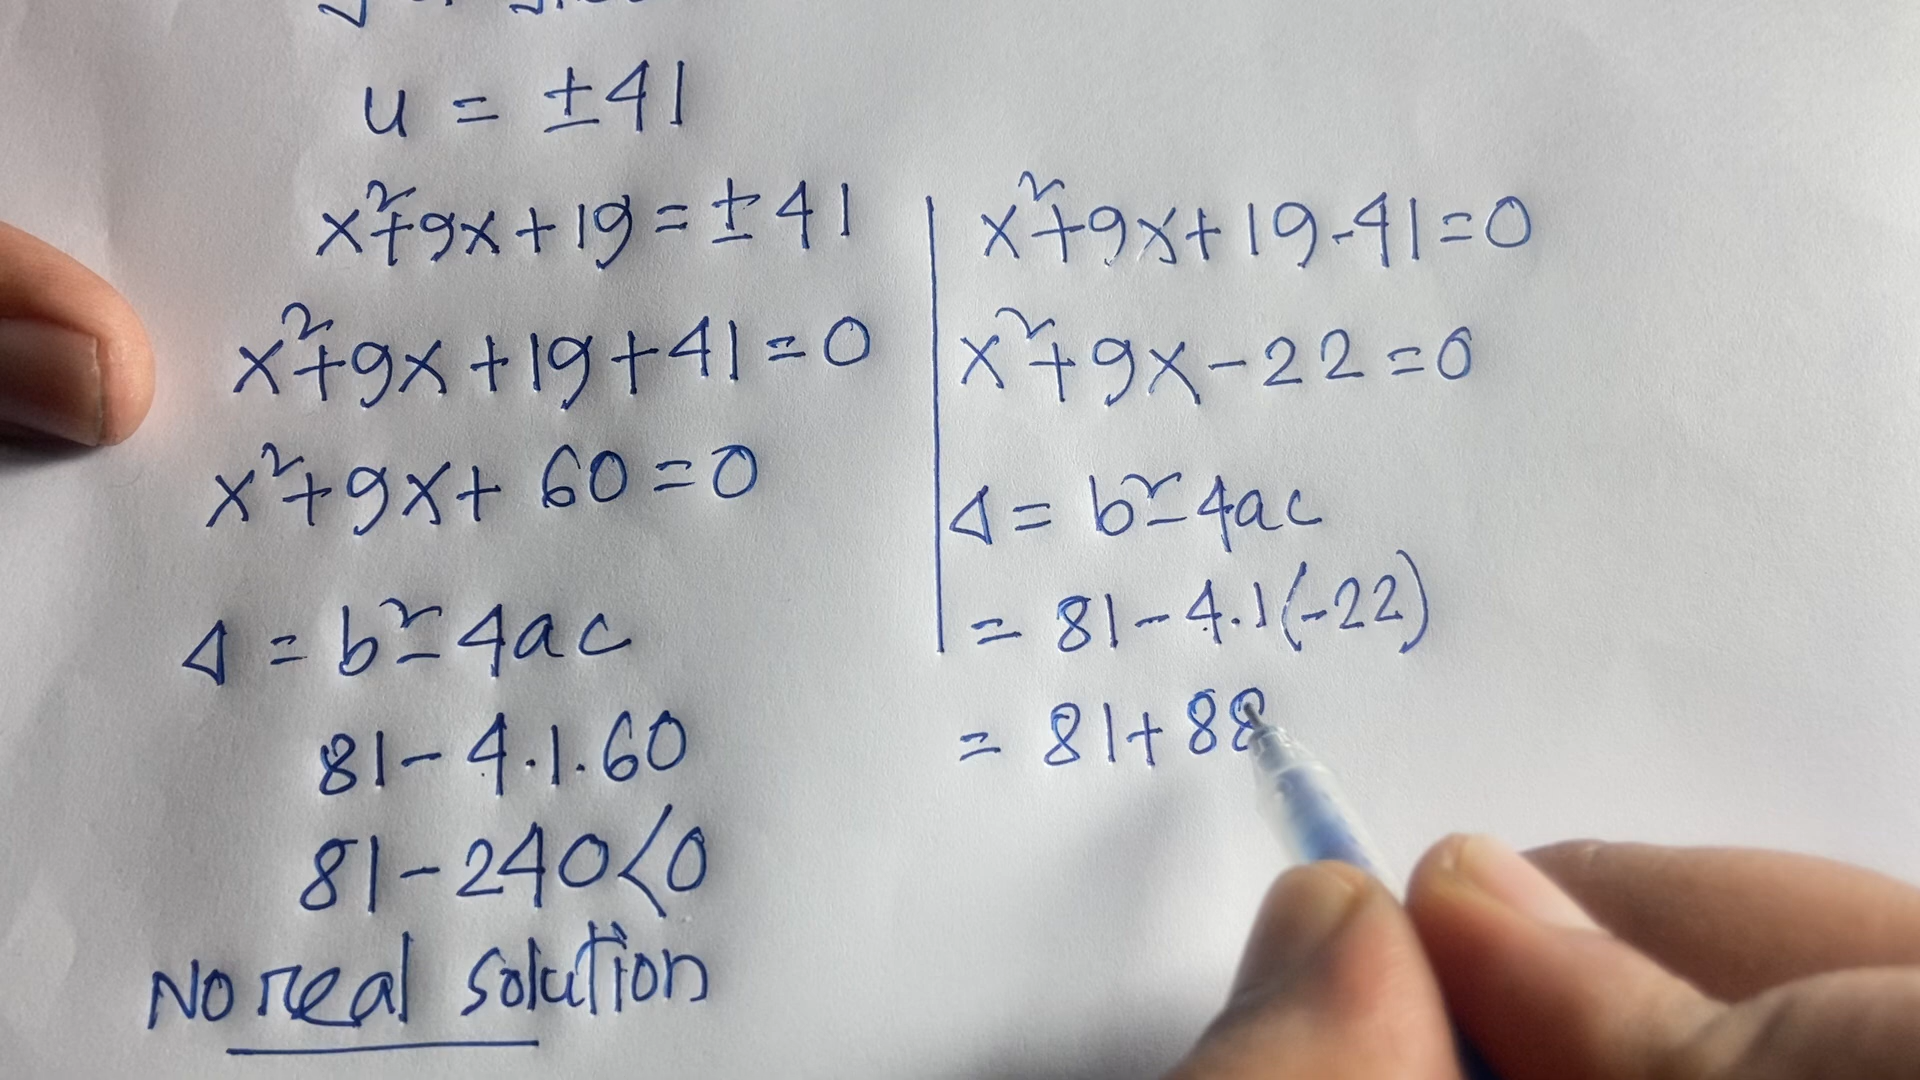 u = ±41
x²+9x+19=±41
x²+9x+19+41=0
x²+9x+60=0
Δ = b²-4ac
81-4.1.60
81-240<0
No real solution
x²+9x+19-41=0
x²+9x-22=0
Δ = b²-4ac
= 81-4.1(-22)
= 81+88